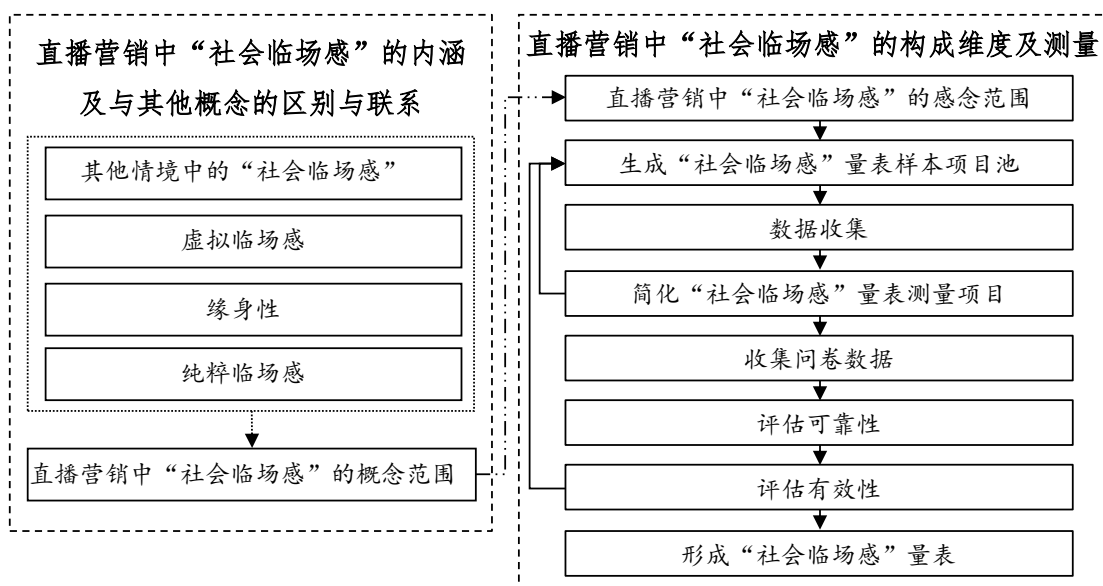 直播营销中“社会临场感”的内涵
及与其他概念的区别与联系
其他情境中的“社会临场感”
虚拟临场感
缘身性
纯粹临场感
直播营销中“社会临场感”的概念范围
直播营销中“社会临场感”的构成维度及测量
直播营销中“社会临场感”的感念范围
生成“社会临场感”量表样本项目池
数据收集
简化“社会临场感”量表测量项目
收集问卷数据
评估可靠性
评估有效性
形成“社会临场感”量表